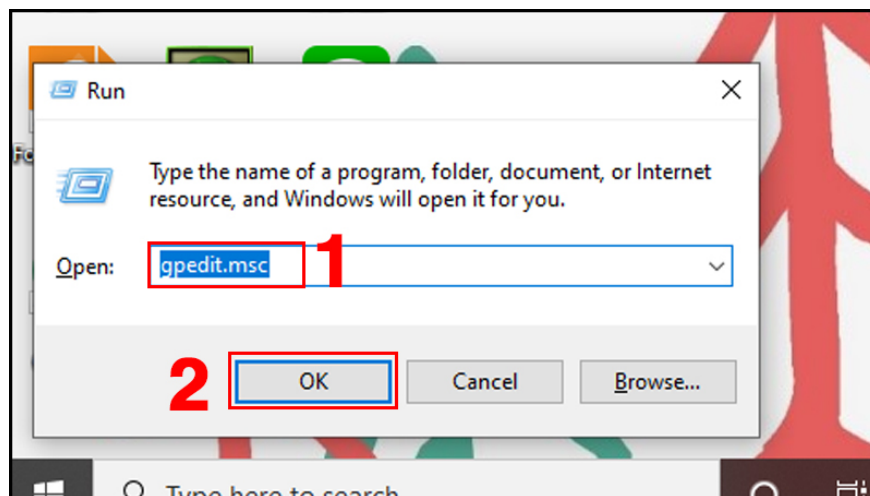 Run
Type the name of a program, folder, document, or Internet
resource, and Windows will open it for you.
Open: gpedit.msc 1
2 OK Cancel Browse...
Type here to search